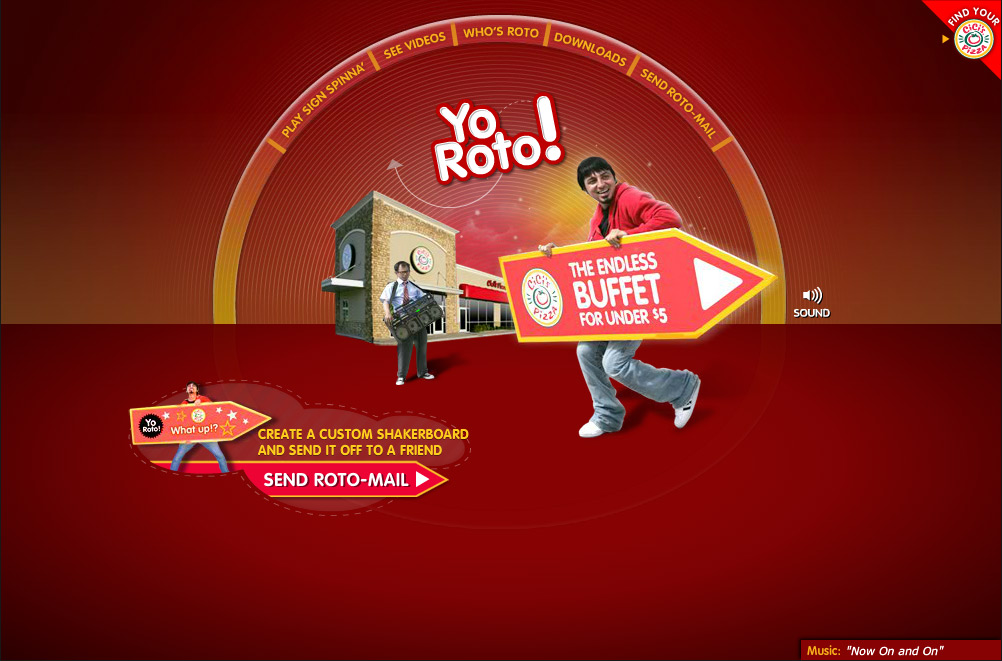 PLAY SIGN SPINNA'
SEE VIDEOS
WHO'S ROTO
DOWNLOADS
SEND ROTO-MAIL
FIND YOUR
CiCi's
PIZZA
Yo
Roto!
CiCi's
PIZZA
THE ENDLESS
BUFFET
FOR UNDER $5
SOUND
Yo
Roto!
What up!?
CREATE A CUSTOM SHAKERBOARD
AND SEND IT OFF TO A FRIEND
SEND ROTO-MAIL
Music: "Now On and On"